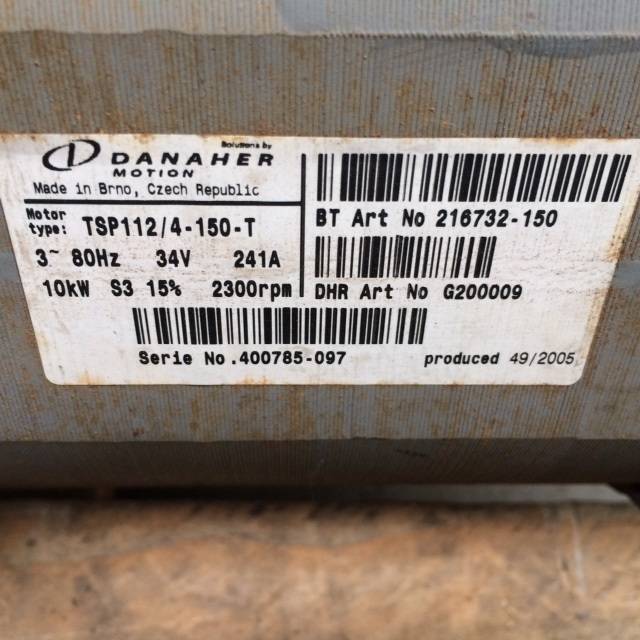 Solutions by
DANAHER
MOTION
Made in Brno, Czech Republic
Motor type: TSP112/4-150-T
3~ 80Hz 34V 241A
10kW S3 15% 2300rpm
BT Art No 216732-150
DHR Art No G200009
Serie No.400785-097
produced 49/2005